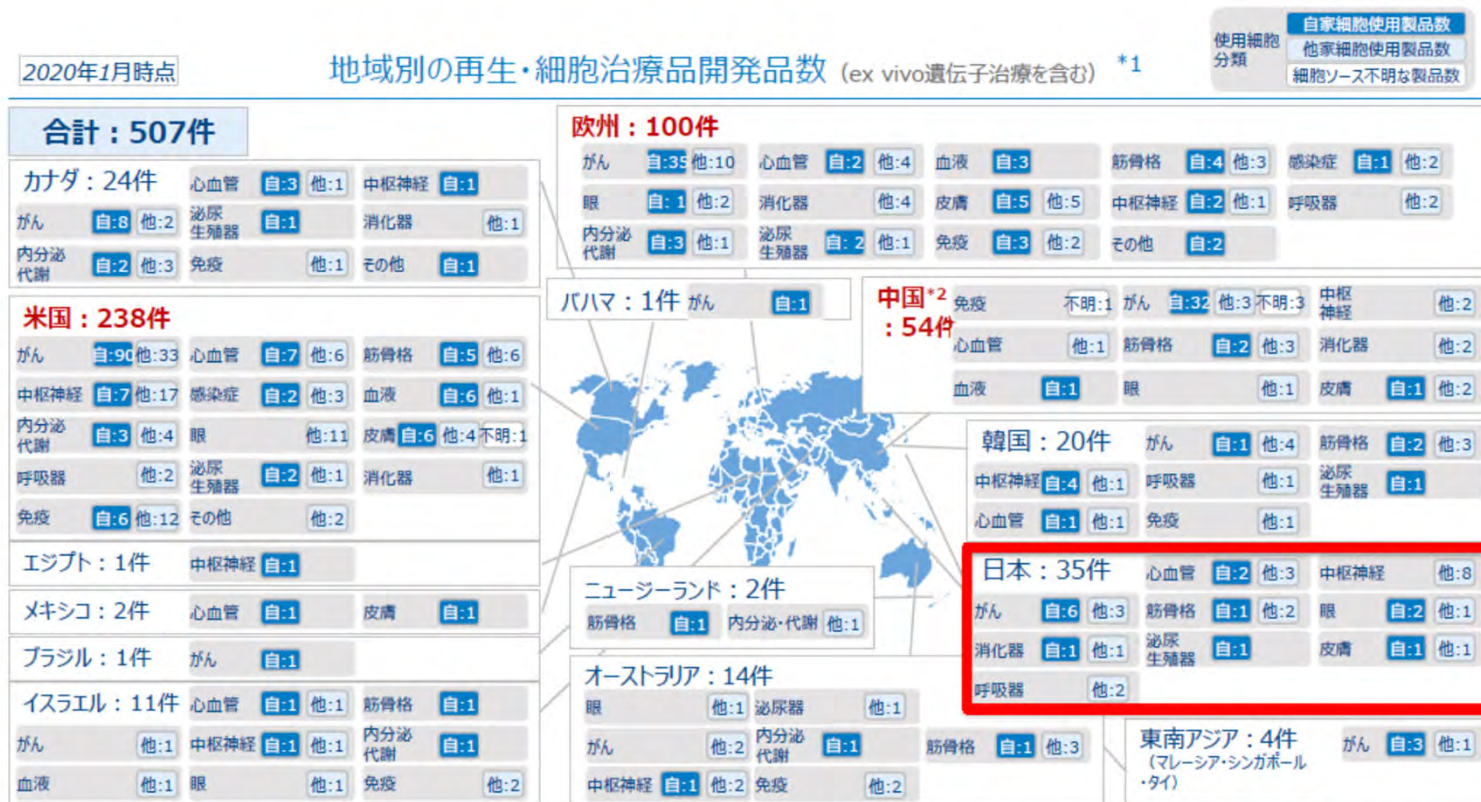 2020年1月時点
地域別の再生・細胞治療品開発品数 (ex vivo遺伝子治療を含む) *1
使用細胞分類
自家細胞使用製品数
他家細胞使用製品数
細胞ソース不明な製品数
合計：507件
カナダ：24件 心血管 自:3 他:1 中枢神経 自:1
がん 自:8 他:2 泌尿生殖器 自:1 消化器 他:1
内分泌代謝 自:2 他:3 免疫 他:1 その他 自:1
米国：238件
がん 自:90 他:33 心血管 自:7 他:6 筋骨格 自:5 他:6
中枢神経 自:7 他:17 感染症 自:2 他:3 血液 自:6 他:1
内分泌代謝 自:3 他:4 眼 他:11 皮膚 自:6 他:4 不明:1
呼吸器 他:2 泌尿生殖器 自:2 他:1 消化器 他:1
免疫 自:6 他:12 その他 他:2
エジプト：1件 中枢神経 自:1
メキシコ：2件 心血管 自:1 皮膚 自:1
ブラジル：1件 がん 自:1
イスラエル：11件 心血管 自:1 他:1 筋骨格 自:1
がん 他:1 中枢神経 自:1 他:1 内分泌代謝 自:1
血液 他:1 眼 他:1 免疫 他:2
欧州：100件
がん 自:35 他:10 心血管 自:2 他:4 血液 自:3 筋骨格 自:4 他:3 感染症 自:1 他:2
眼 自:1 他:2 消化器 他:4 皮膚 自:5 他:5 中枢神経 自:2 他:1 呼吸器 他:2
内分泌代謝 自:3 他:1 泌尿生殖器 自:2 他:1 免疫 自:3 他:2 その他 自:2
バハマ：1件 がん 自:1
中国*2：54件 免疫 不明:1 がん 自:32 他:3 不明:3 中枢神経 他:2
心血管 他:1 筋骨格 自:2 他:3 消化器 他:2
血液 自:1 眼 他:1 皮膚 自:1 他:2
韓国：20件 がん 自:1 他:4 筋骨格 自:2 他:3
中枢神経 自:4 他:1 呼吸器 他:1 泌尿生殖器 自:1
心血管 自:1 他:1 免疫 他:1
日本：35件 心血管 自:2 他:3 中枢神経 他:8
がん 自:6 他:3 筋骨格 自:1 他:2 眼 自:2 他:1
消化器 自:1 他:1 泌尿生殖器 自:1 皮膚 自:1 他:1
呼吸器 他:2
ニュージーランド：2件
筋骨格 自:1 内分泌・代謝 他:1
オーストラリア：14件
眼 他:1 泌尿器 他:1
がん 他:2 内分泌代謝 自:1 筋骨格 自:1 他:3
中枢神経 自:1 他:2 免疫 他:2
東南アジア：4件 がん 自:3 他:1
(マレーシア・シンガポール
・タイ)